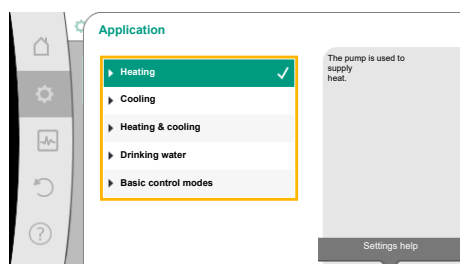 Application
Heating
Cooling
Heating & cooling
Drinking water
Basic control modes
The pump is used to
supply
heat.
Settings help
?